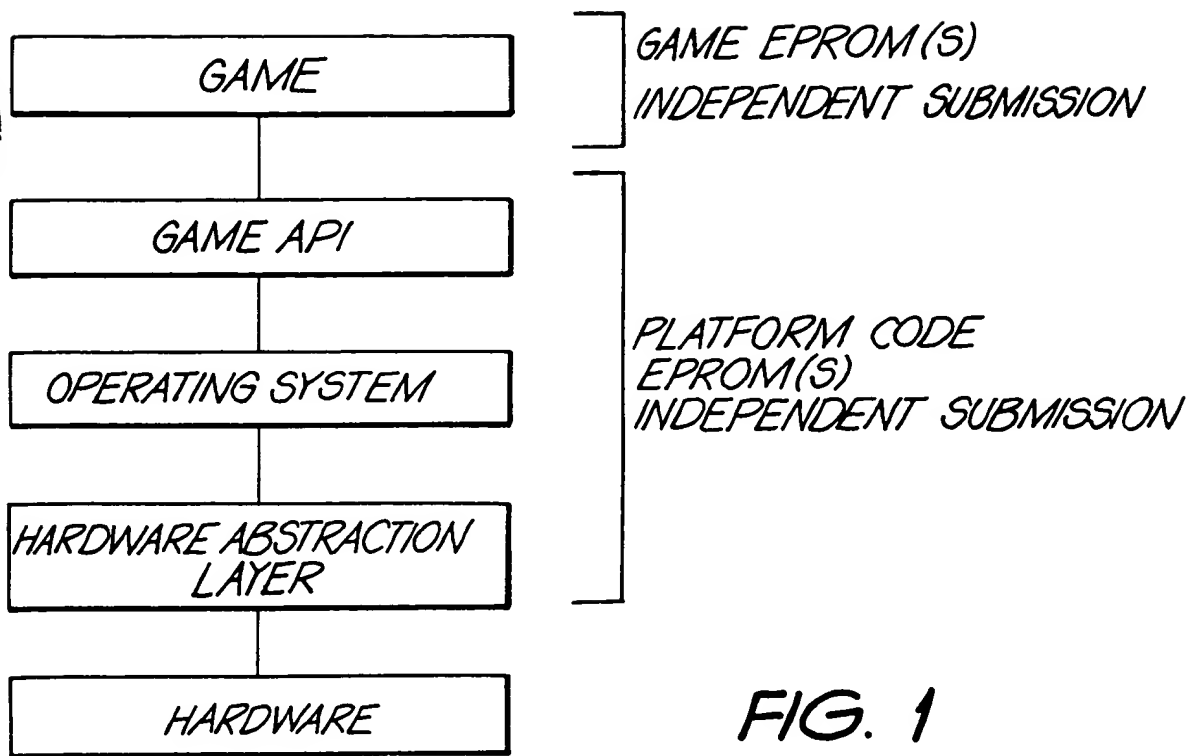 GAME
GAME EPROM(S)
INDEPENDENT SUBMISSION
GAME API
OPERATING SYSTEM
PLATFORM CODE
EPROM(S)
INDEPENDENT SUBMISSION
HARDWARE ABSTRACTION
LAYER
HARDWARE
FIG. 1